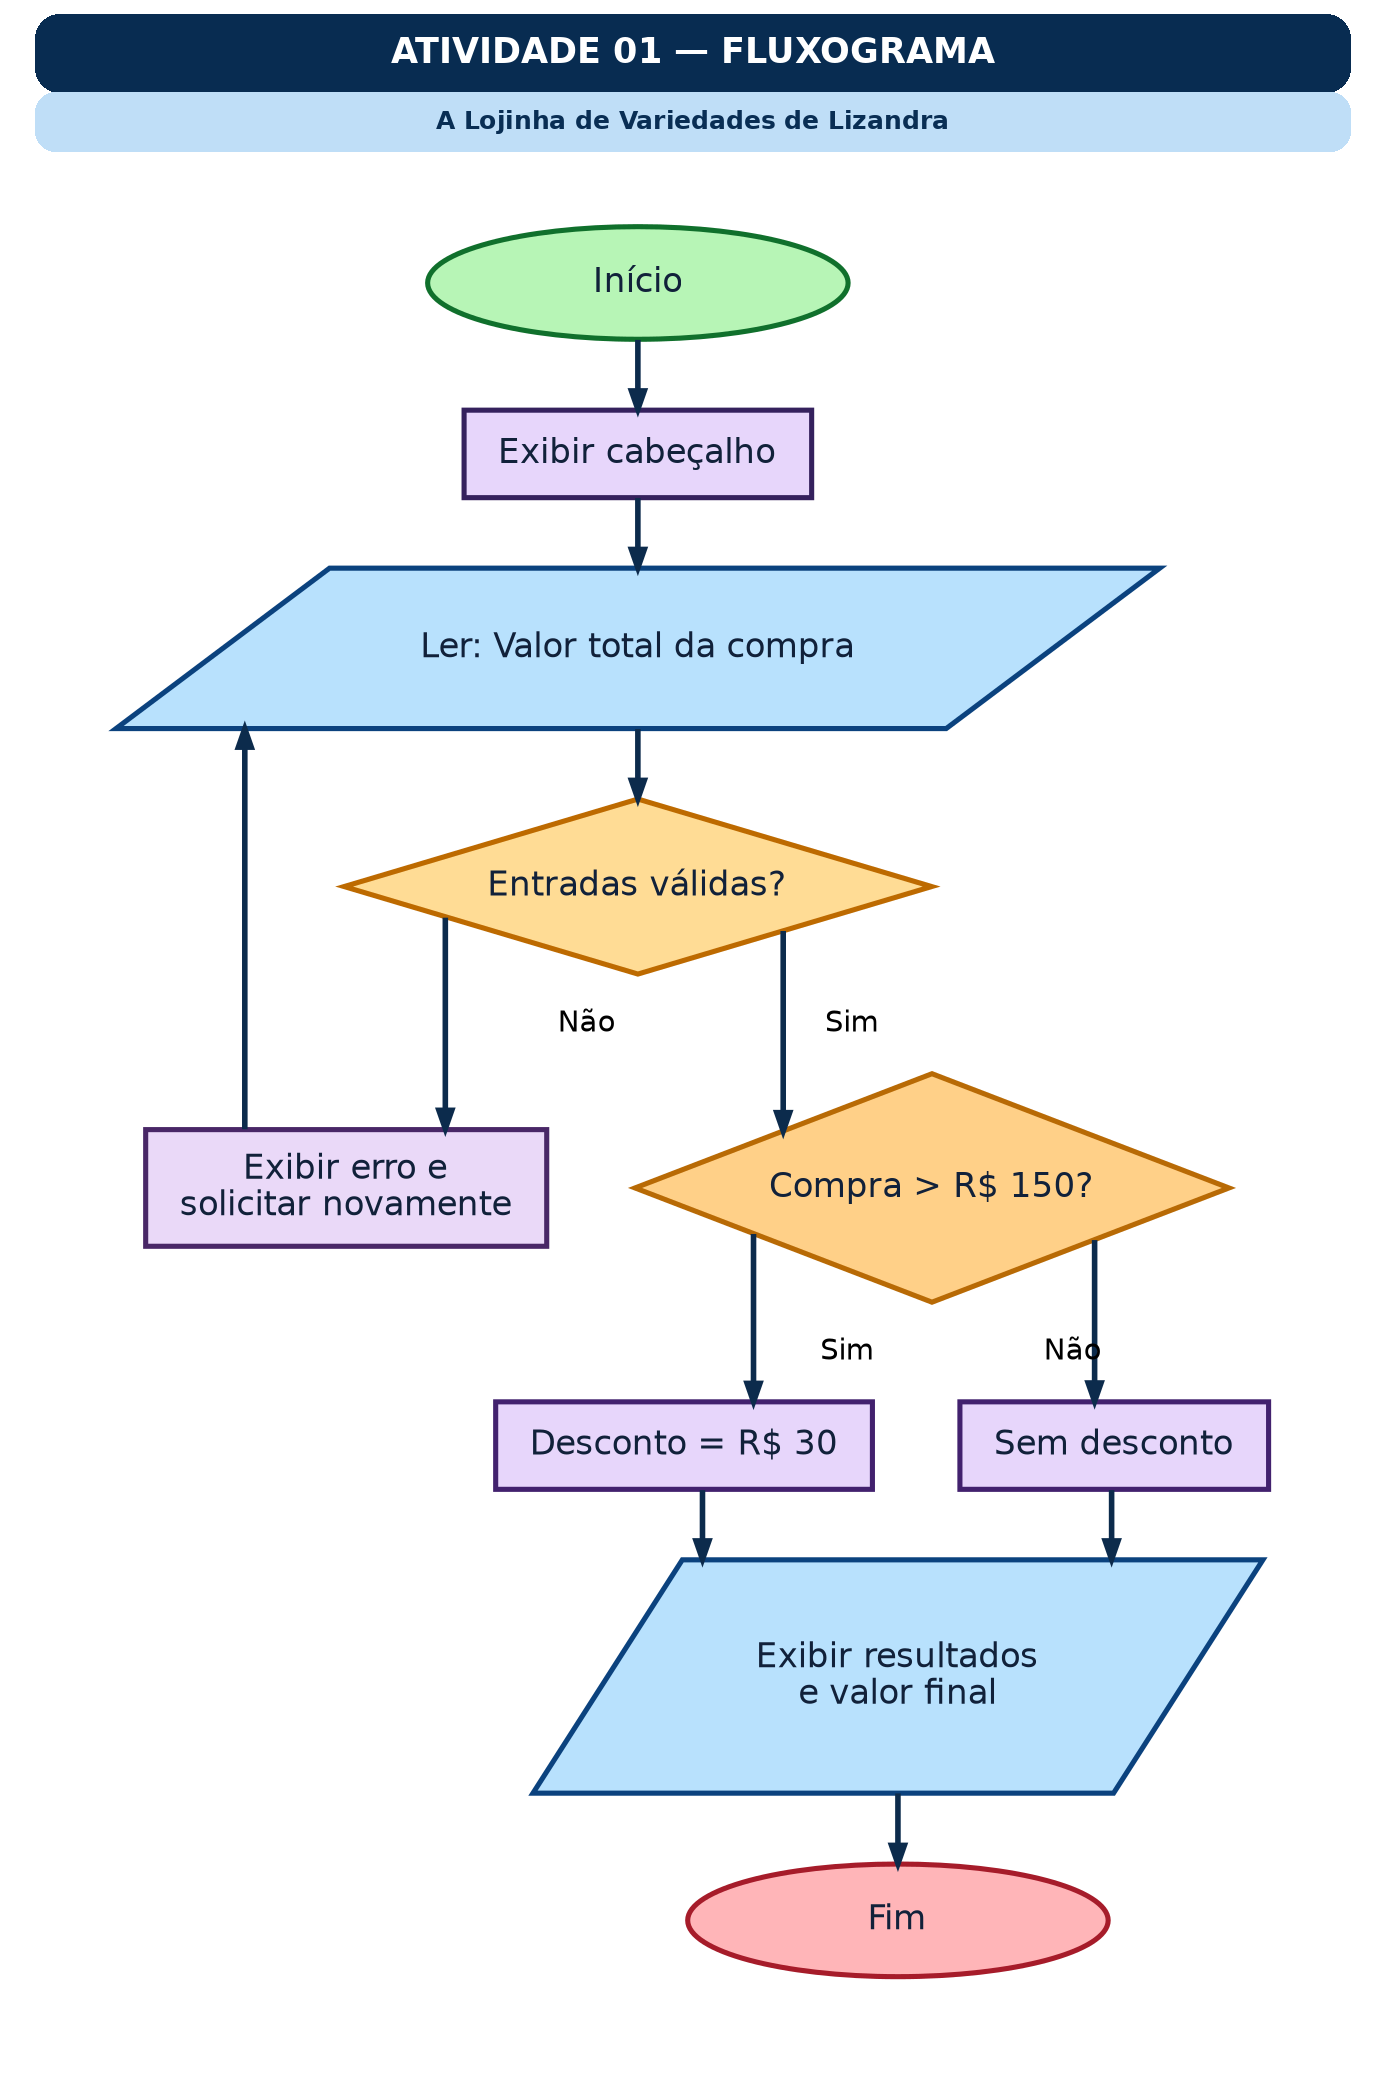 ATIVIDADE 01 — FLUXOGRAMA
A Lojinha de Variedades de Lizandra
Início
Exibir cabeçalho
Ler: Valor total da compra
Entradas válidas?
Não
Sim
Exibir erro e
solicitar novamente
Compra > R$ 150?
Sim
Não
Desconto = R$ 30
Sem desconto
Exibir resultados
e valor final
Fim